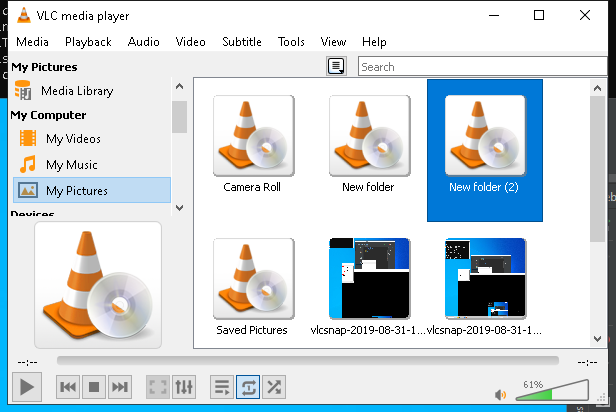 VLC media player
Media Playback Audio Video Subtitle Tools View Help
My Pictures
Search
Media Library
My Computer
My Videos
My Music
My Pictures
Devices
Camera Roll
New folder
New folder (2)
Saved Pictures
vlcsnap-2019-08-31-1...
vlcsnap-2019-08-31-1...
--:--
--:--
61%